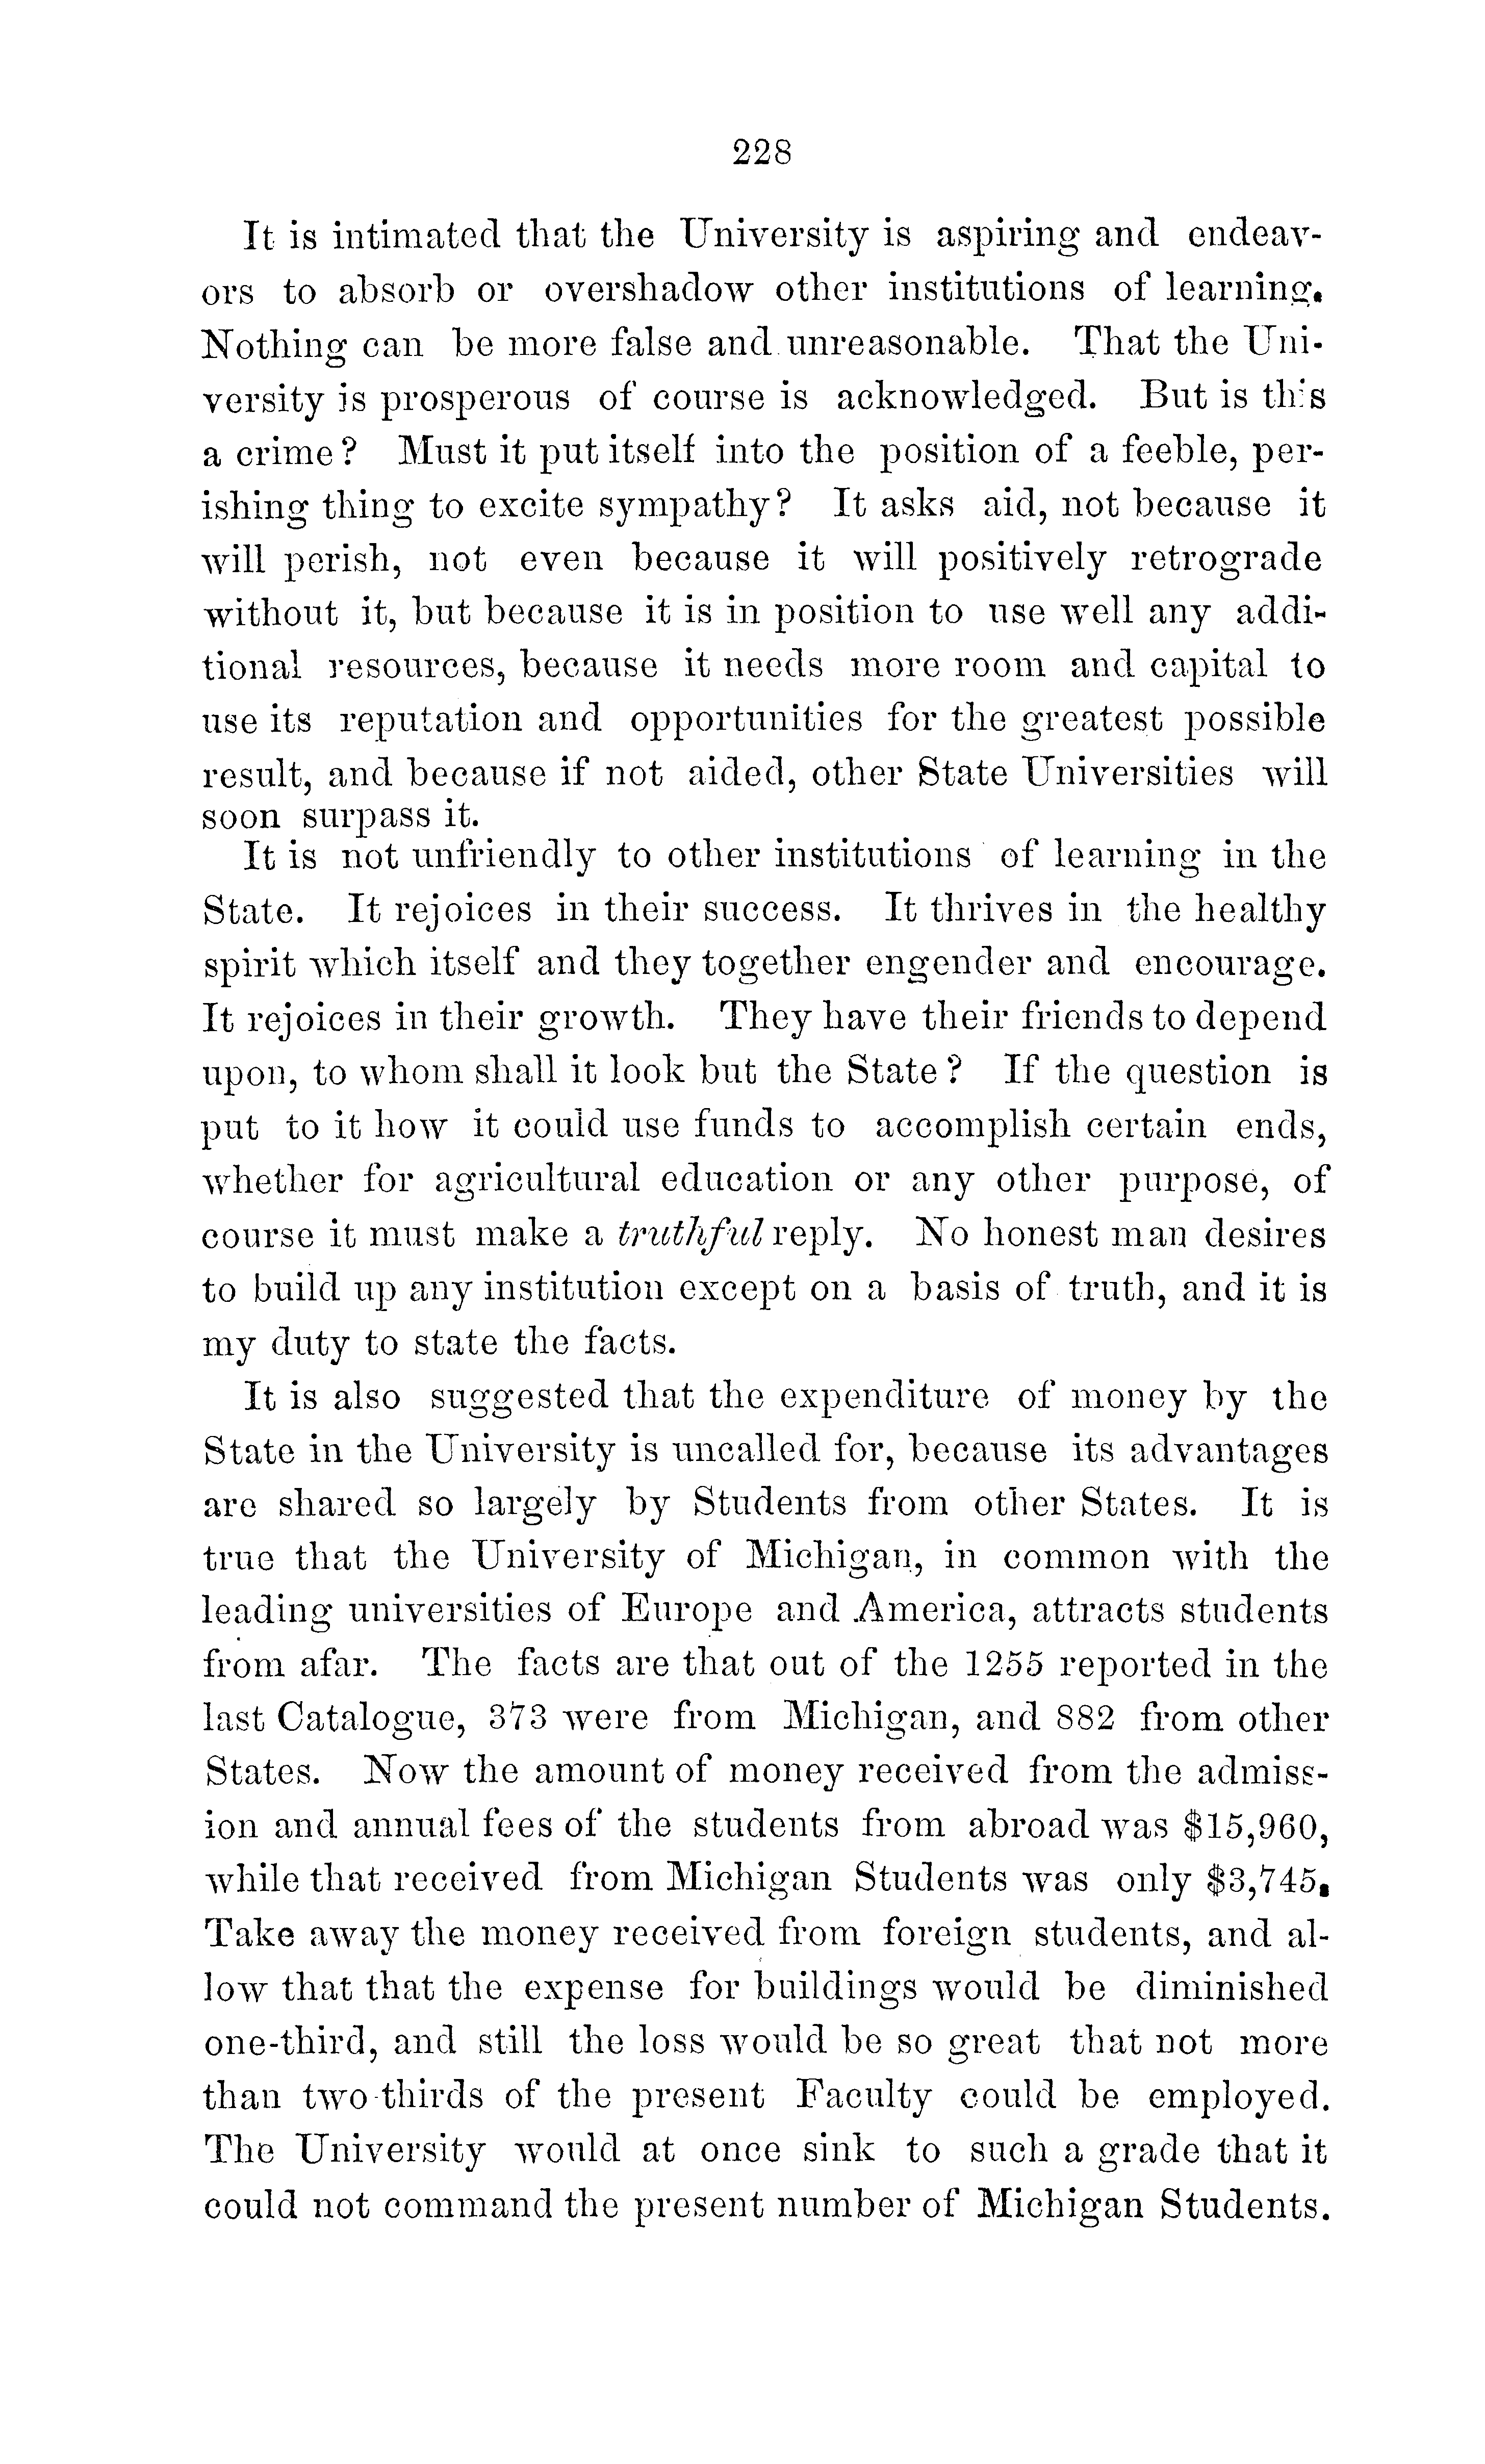 228
It is intimated that the University is aspiring and endeav-
ors to absorb or overshadow other institutions of learning.
Nothing can be more false and unreasonable. That the Uni-
versity is prosperous of course is acknowledged. But is this
a crime? Must it put itself into the position of a feeble, per-
ishing thing to excite sympathy? It asks aid, not because it
will perish, not even because it will positively retrograde
without it, but because it is in position to use well any addi-
tional resources, because it needs more room and capital to
use its reputation and opportunities for the greatest possible
result, and because if not aided, other State Universities will
soon surpass it.
It is not unfriendly to other institutions of learning in the
State. It rejoices in their success. It thrives in the healthy
spirit which itself and they together engender and encourage.
It rejoices in their growth. They have their friends to depend
upon, to whom shall it look but the State? If the question is
put to it how it could use funds to accomplish certain ends,
whether for agricultural education or any other purpose, of
course it must make a truthful reply. No honest man desires
to build up any institution except on a basis of truth, and it is
my duty to state the facts.
It is also suggested that the expenditure of money by the
State in the University is uncalled for, because its advantages
are shared so largely by Students from other States. It is
true that the University of Michigan, in common with the
leading universities of Europe and America, attracts students
from afar. The facts are that out of the 1255 reported in the
last Catalogue, 373 were from Michigan, and 882 from other
States. Now the amount of money received from the admiss-
ion and annual fees of the students from abroad was $15,960,
while that received from Michigan Students was only $3,745.
Take away the money received from foreign students, and al-
low that that the expense for buildings would be diminished
one-third, and still the loss would be so great that not more
than two-thirds of the present Faculty could be employed.
The University would at once sink to such a grade that it
could not command the present number of Michigan Students.